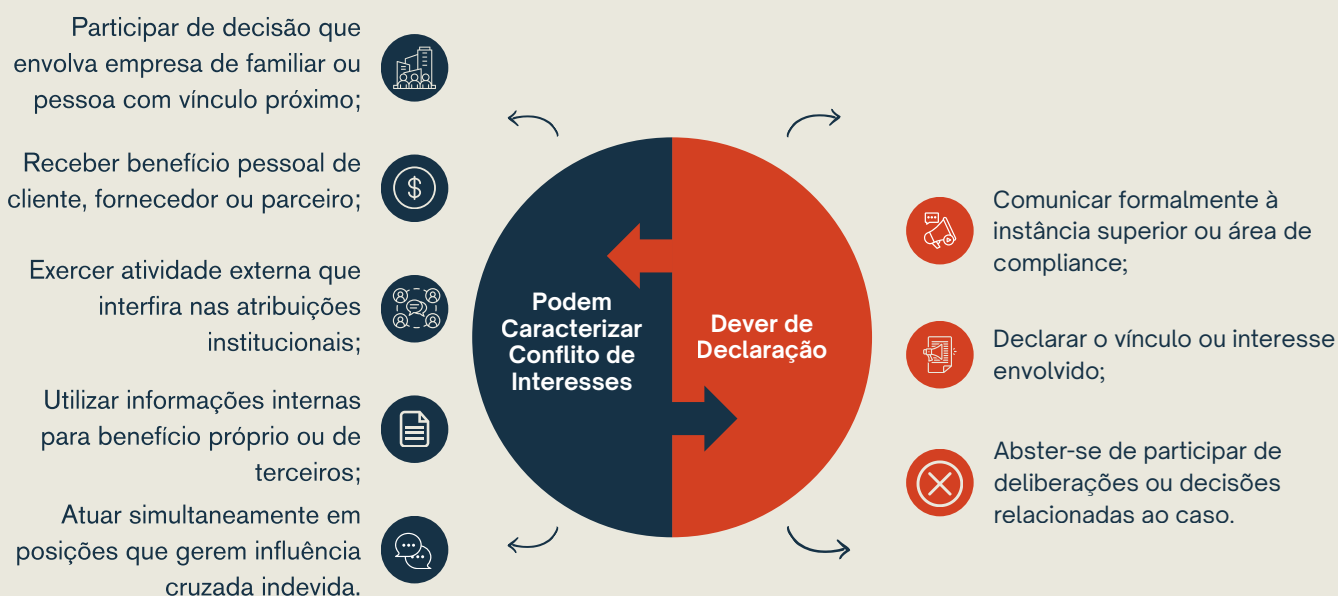 Participar de decisão que
envolva empresa de familiar ou
pessoa com vínculo próximo;
Receber benefício pessoal de
cliente, fornecedor ou parceiro;
Exercer atividade externa que
interfira nas atribuições
institucionais;
Utilizar informações internas
para benefício próprio ou de
terceiros;
Atuar simultaneamente em
posições que gerem influência
cruzada indevida.
Podem
Caracterizar
Conflito de
Interesses
Dever de
Declaração
Comunicar formalmente à
instância superior ou área de
compliance;
Declarar o vínculo ou interesse
envolvido;
Abster-se de participar de
deliberações ou decisões
relacionadas ao caso.